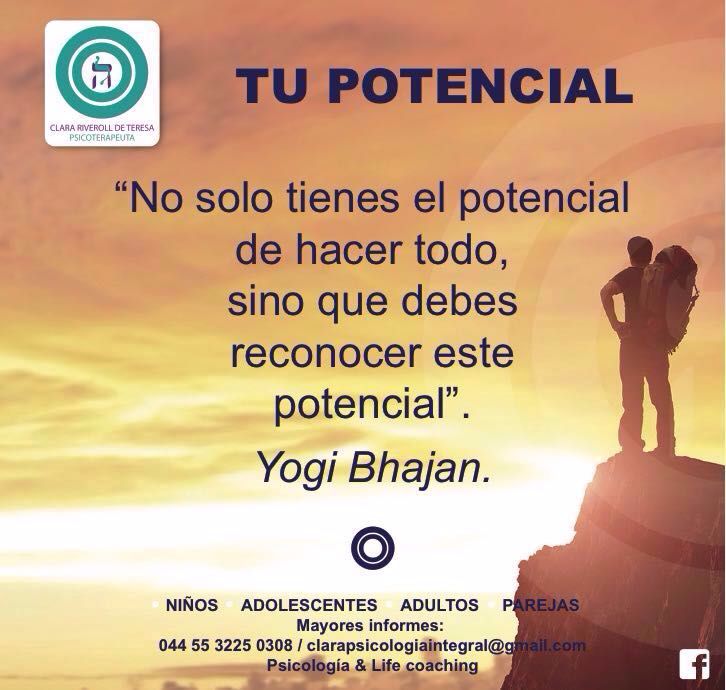 CLARA RIVEROLL DE TERESA
PSICOTERAPEUTA
TU POTENCIAL
“No solo tienes el potencial
de hacer todo,
sino que debes
reconocer este
potencial”.
Yogi Bhajan.
• NIÑOS • ADOLESCENTES • ADULTOS • PAREJAS
Mayores informes:
044 55 3225 0308 / clarapsicologiaintegral@gmail.com
Psicología & Life coaching